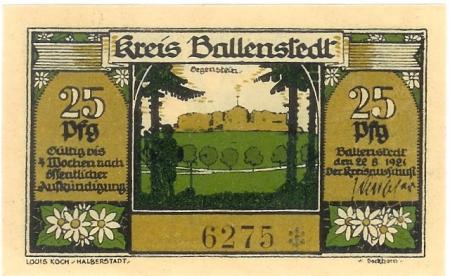 Kreis Ballenstedt
Gegenstein
25
Pfg
Gültig bis
4 Wochen nach
öffentlicher
Aufkündigung
25
Pfg
Ballenstedt
den 22 8 1921
Der Kreisausschuß
6275
LOUIS KOCH - HALBERSTADT